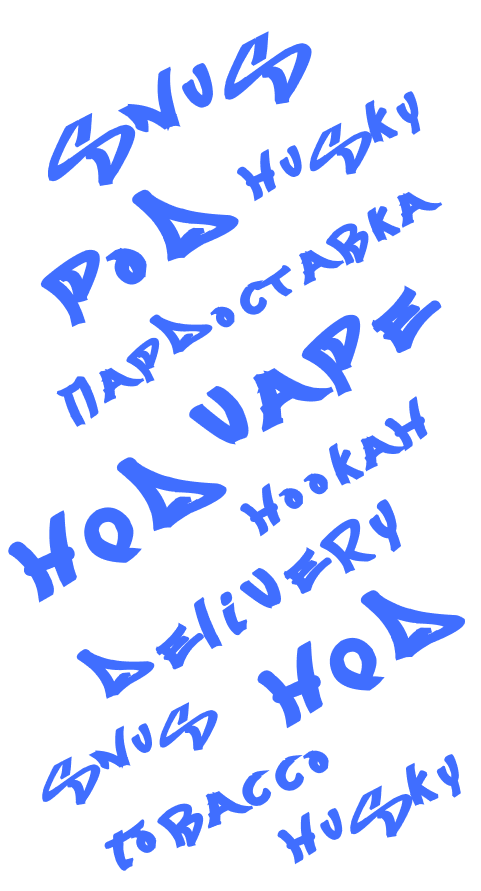 SNUS
HUSKY
POD
ПАРДОСТАВКА
VAPE
HQD
HOOKAH
DELIVERY
HQD
SNUS
TOBACCO
HUSKY